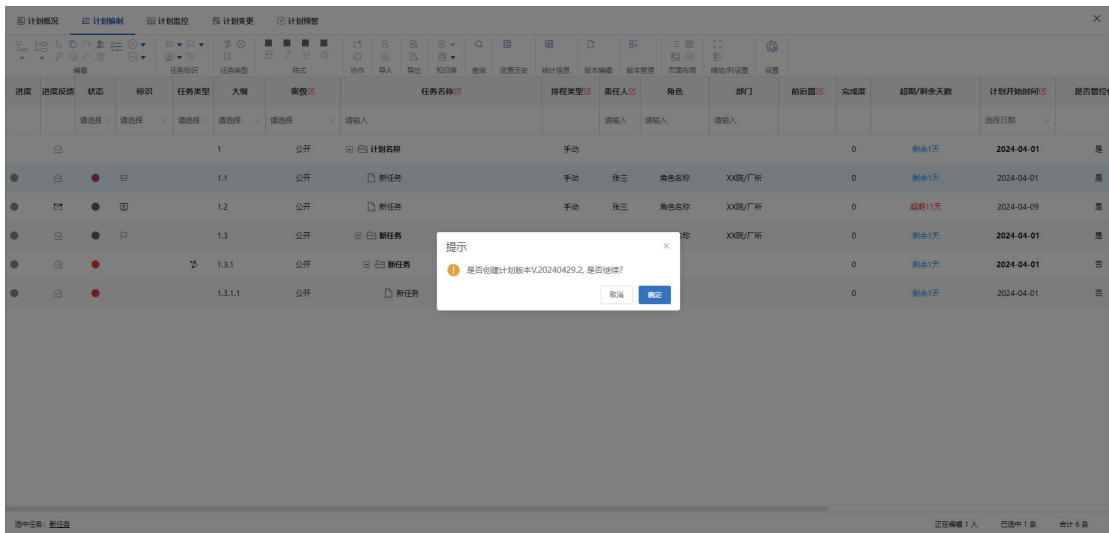 计划概况 计划编制 计划监控 计划变更 计划预警
编辑 任务标识 任务类型 样式 协作 导入 导出 知识库 查询 变更历史 统计信息 版本编辑 版本管理 页面布局 缩放/列设置 设置
进度 进度反馈 状态 标识 任务类型 大纲 密级 任务名称 排程类型 责任人 角色 部门 前后置 完成度 超期/剩余天数 计划开始时间 是否管控
请选择 请选择 请选择 请选择 请选择 请输入 请输入 请输入 请输入 选择日期
1 公开 计划名称 手动 0 剩余1天 2024-04-01 是
1.1 公开 新任务 手动 张三 角色名称 XX院/厂所 0 剩余1天 2024-04-01 是
1.2 公开 新任务 手动 张三 角色名称 XX院/厂所 0 超期11天 2024-04-09 是
1.3 公开 新任务 称 XX院/厂所 0 剩余1天 2024-04-01 是
1.3.1 公开 新任务 0 剩余1天 2024-04-01 否
1.3.1.1 公开 新任务 0 剩余1天 2024-04-01 否
提示
是否创建计划版本V.20240429.2, 是否继续?
取消 确定
选中任务: 新任务 正在编辑 1 人 已选中 1 条 合计 6 条